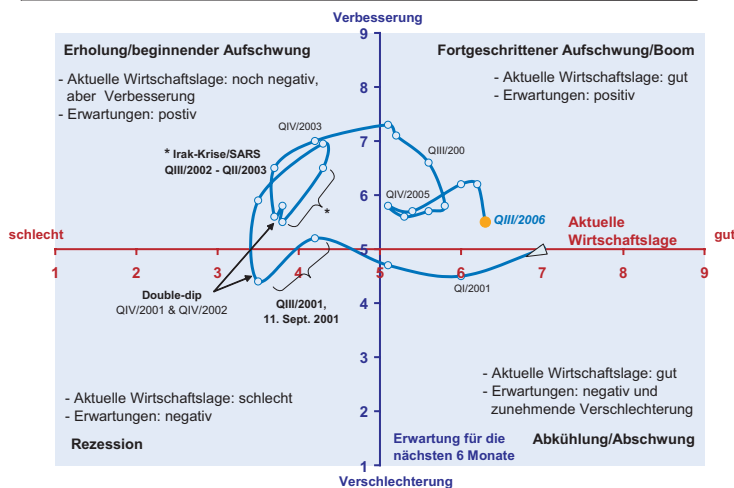 Verbesserung
9
Erholung/beginnender Aufschwung
- Aktuelle Wirtschaftslage: noch negativ,
aber Verbesserung
- Erwartungen: postiv
Fortgeschrittener Aufschwung/Boom
- Aktuelle Wirtschaftslage: gut
- Erwartungen: positiv
8
QIV/2003
7
QIII/200
* Irak-Krise/SARS
QIII/2002 - QII/2003
6
QIV/2005
*
QIII/2006
Aktuelle
Wirtschaftslage
schlecht
gut
5
1 2 3 4 5 6 7 8 9
Double-dip
QIV/2001 & QIV/2002
QIII/2001,
11. Sept. 2001
QI/2001
4
3
- Aktuelle Wirtschaftslage: schlecht
- Erwartungen: negativ
- Aktuelle Wirtschaftslage: gut
- Erwartungen: negativ und
zunehmende Verschlechterung
2
Rezession
Erwartung für die
nächsten 6 Monate
Abkühlung/Abschwung
1
Verschlechterung